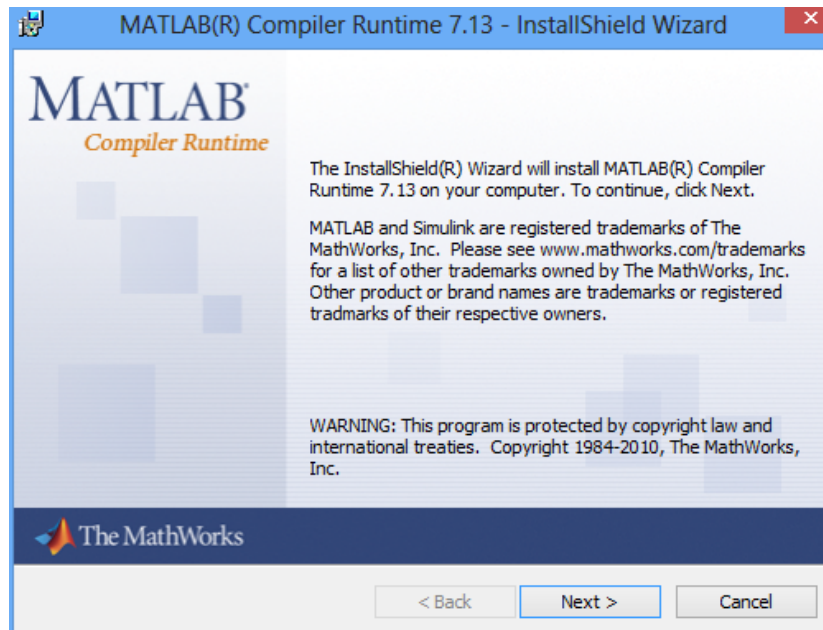 MATLAB(R) Compiler Runtime 7.13 - InstallShield Wizard
MATLAB®
Compiler Runtime
The InstallShield(R) Wizard will install MATLAB(R) Compiler
Runtime 7.13 on your computer. To continue, click Next.
MATLAB and Simulink are registered trademarks of The
MathWorks, Inc.  Please see www.mathworks.com/trademarks
for a list of other trademarks owned by The MathWorks, Inc.
Other product or brand names are trademarks or registered
tradmarks of their respective owners.
WARNING: This program is protected by copyright law and
international treaties.  Copyright 1984-2010, The MathWorks,
Inc.
The MathWorks
< Back
Next >
Cancel